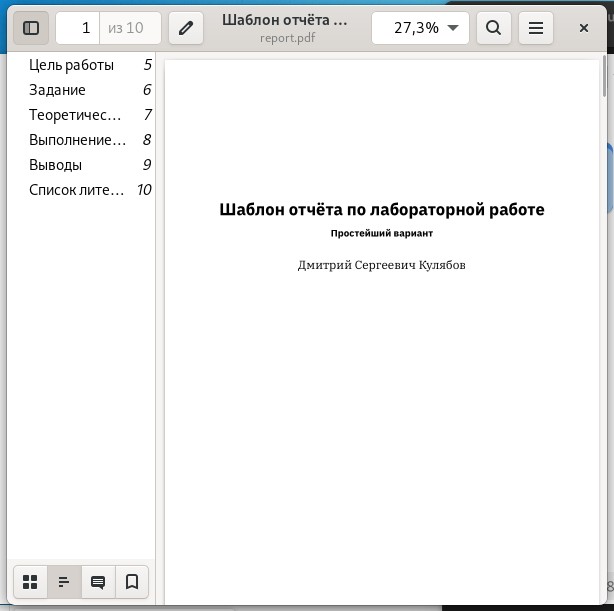 1 из 10
Шаблон отчёта ...
report.pdf
27,3%
Цель работы 5
Задание 6
Теоретичес... 7
Выполнение... 8
Выводы 9
Список лите... 10
Шаблон отчёта по лабораторной работе
Простейший вариант
Дмитрий Сергеевич Кулябов